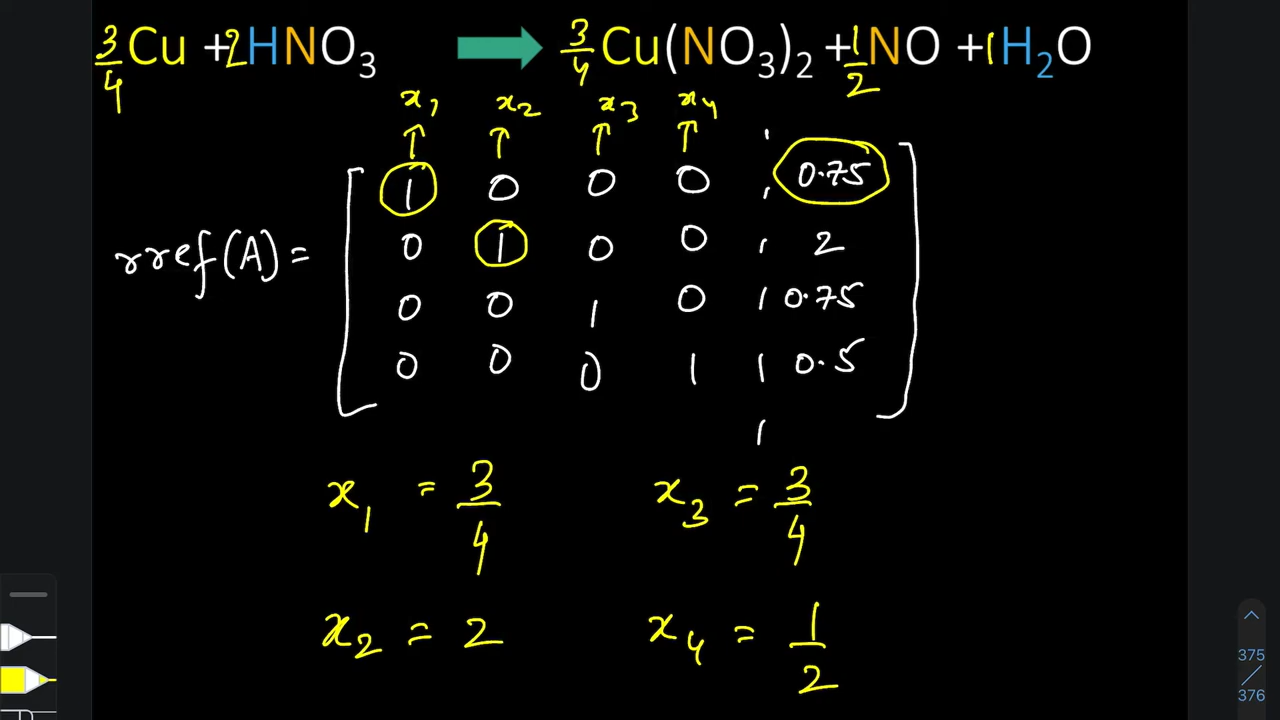 3/4 Cu + 2HNO₃ → 3/4 Cu(NO₃)₂ + 1/2 NO + 1H₂O
x₁ x₂ x₃ x₄
↑ ↑ ↑ ↑
1 0 0 0 | 0.75
rref(A) = 0 1 0 0 | 2
0 0 1 0 | 0.75
0 0 0 1 | 0.5
x₁ = 3/4 x₃ = 3/4
x₂ = 2 x₄ = 1/2
375
/
376